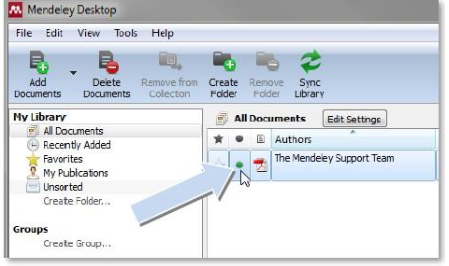 Mendeley Desktop
File Edit View Tools Help
Add Documents
Delete Documents
Remove from Collection
Create Folder
Remove Folder
Sync Library
My Library
All Documents
Recently Added
Favorites
My Publications
Unsorted
Create Folder...
Groups
Create Group...
All Documents Edit Settings
Authors
The Mendeley Support Team